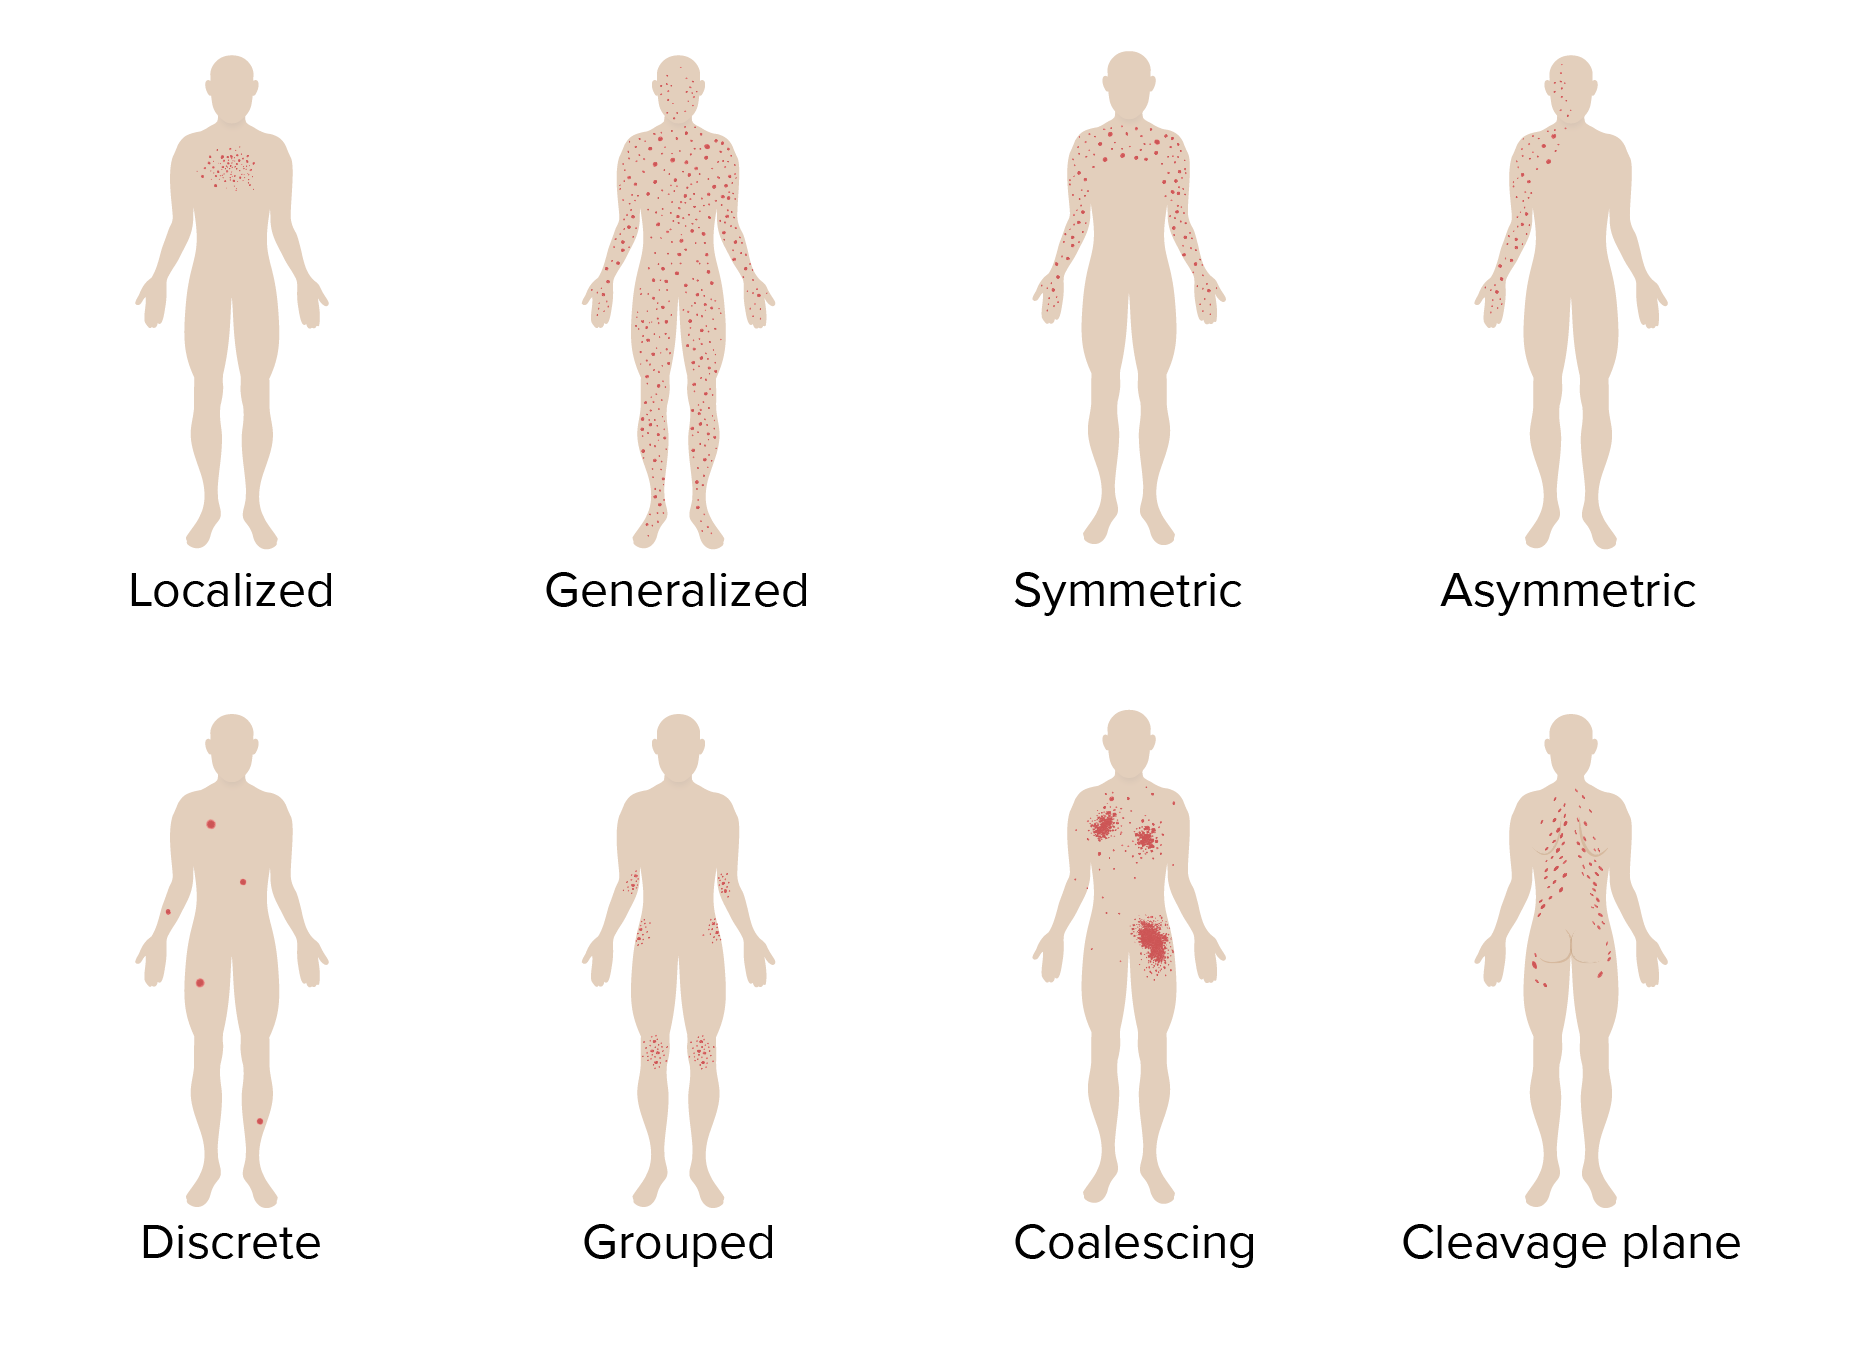 Localized
Generalized
Symmetric
Asymmetric
Discrete
Grouped
Coalescing
Cleavage plane